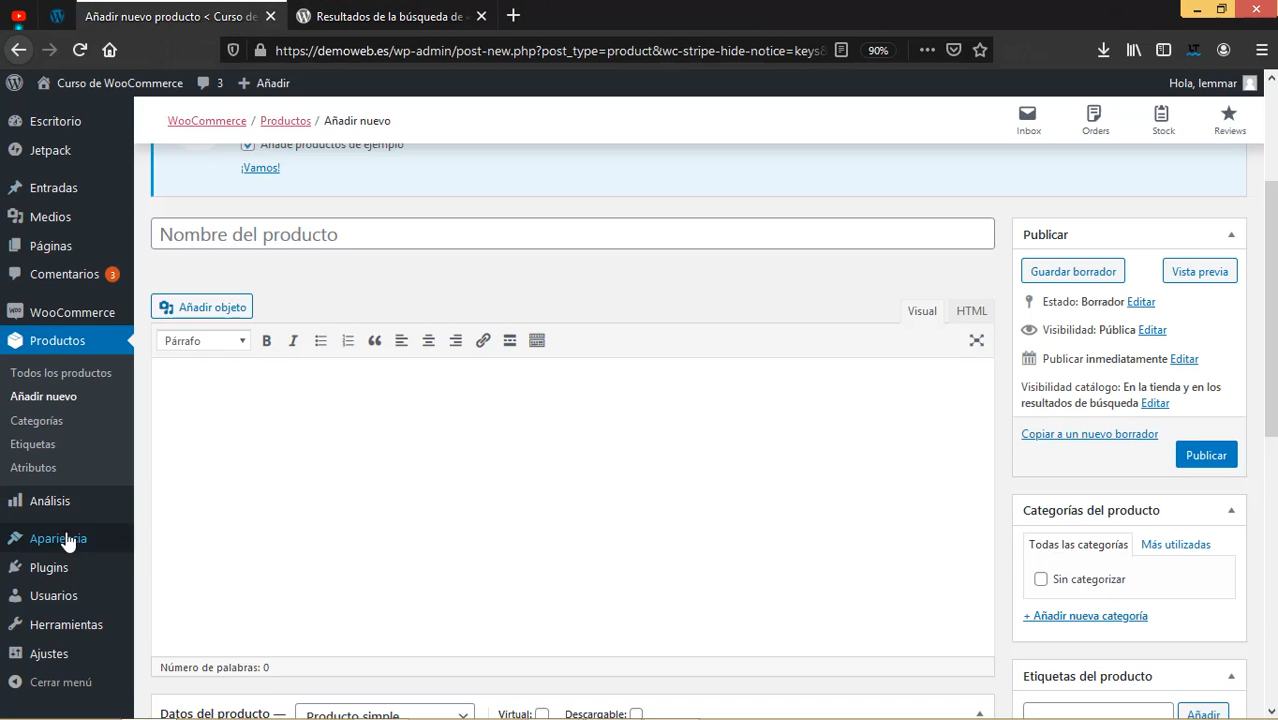 Añadir nuevo producto < Curso de
Resultados de la búsqueda de «
https://demoweb.es/wp-admin/post-new.php?post_type=product&wc-stripe-hide-notice=keys&
90%
Curso de WooCommerce
3
Añadir
Hola, lemmar
Escritorio
Jetpack
Entradas
Medios
Páginas
Comentarios 3
WooCommerce
Productos
Todos los productos
Añadir nuevo
Categorías
Etiquetas
Atributos
Análisis
Apariencia
Plugins
Usuarios
Herramientas
Ajustes
Cerrar menú
WooCommerce / Productos / Añadir nuevo
Inbox
Orders
Stock
Reviews
Añade productos de ejemplo
¡Vamos!
Nombre del producto
Añadir objeto
Visual
HTML
Párrafo
B I
Número de palabras: 0
Datos del producto —
Producto simple
Virtual:
Descargable:
Publicar
Guardar borrador
Vista previa
Estado: Borrador Editar
Visibilidad: Pública Editar
Publicar inmediatamente Editar
Visibilidad catálogo: En la tienda y en los
resultados de búsqueda Editar
Copiar a un nuevo borrador
Publicar
Categorías del producto
Todas las categorías
Más utilizadas
Sin categorizar
+ Añadir nueva categoría
Etiquetas del producto
Añadir